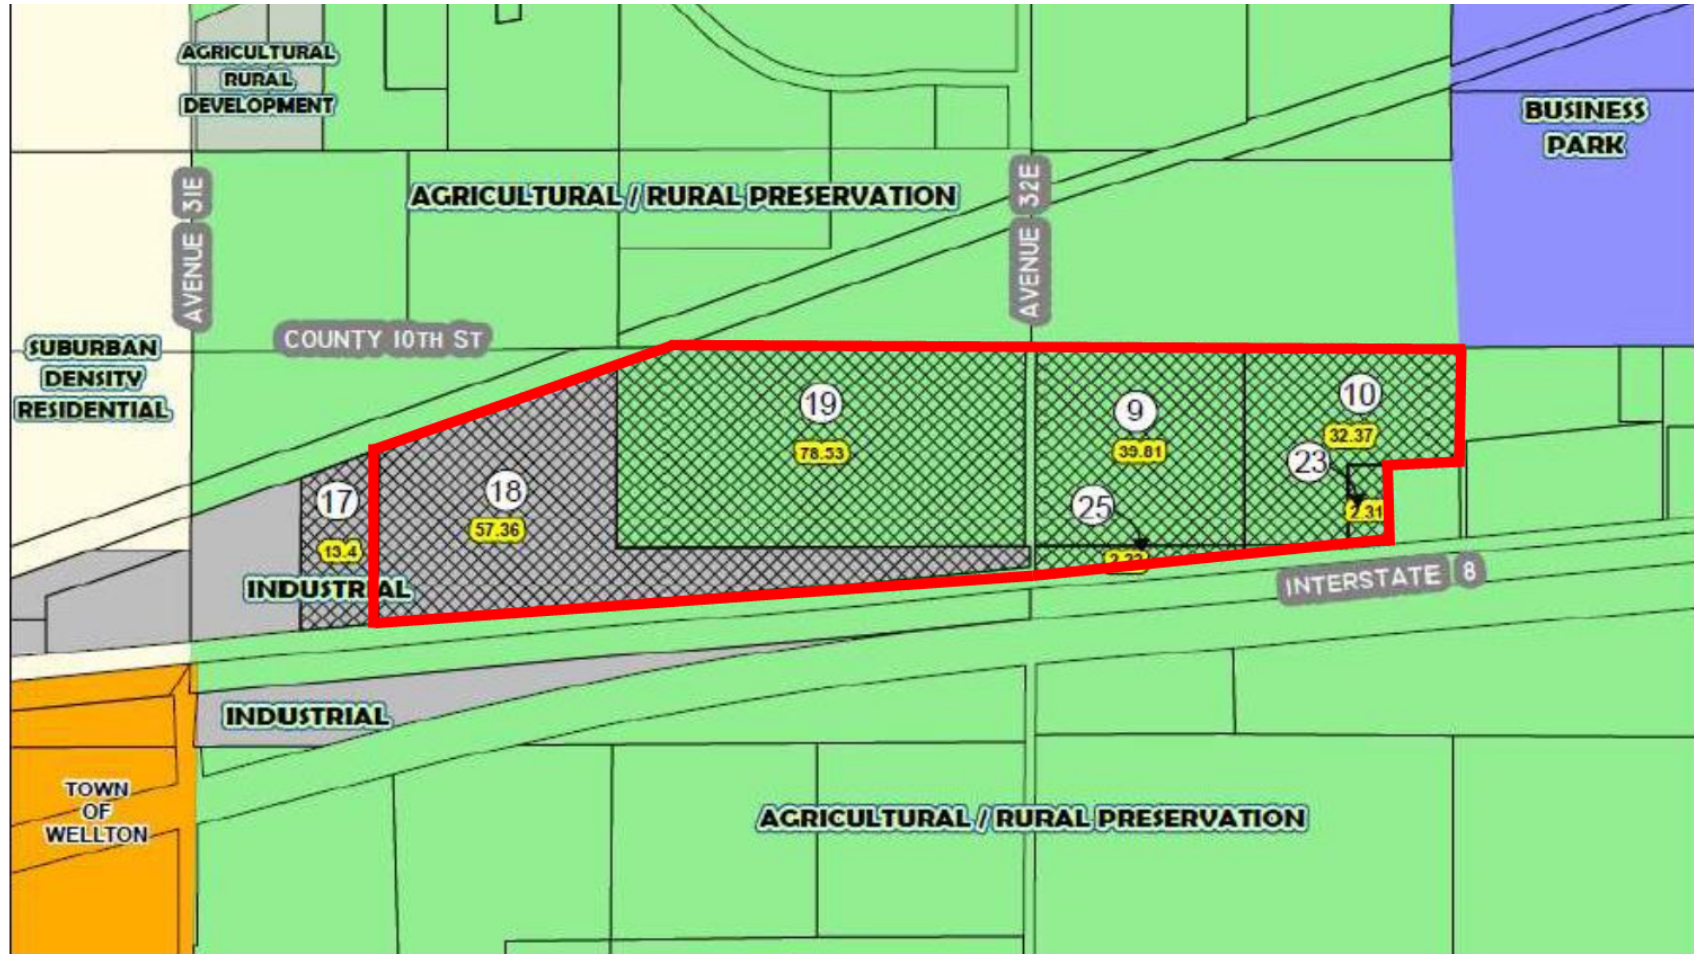 AGRICULTURAL
RURAL
DEVELOPMENT
BUSINESS
PARK
AGRICULTURAL / RURAL PRESERVATION
AVENUE 31E
AVENUE 32E
COUNTY 10TH ST
SUBURBAN
DENSITY
RESIDENTIAL
19
78.53
9
39.81
10
32.37
23
2.31
25
17
13.4
18
57.36
INDUSTRIAL
INTERSTATE 8
INDUSTRIAL
TOWN
OF
WELLTON
AGRICULTURAL / RURAL PRESERVATION